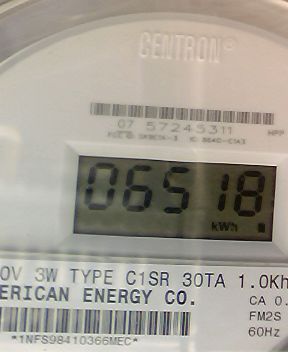 CENTRON®
07 57245311
HPP
06518
kWh
0V 3W TYPE C1SR 30TA 1.0Kh
ERICAN ENERGY CO.
CA 0.
FM2S
60Hz
*1NFS98410366MEC*